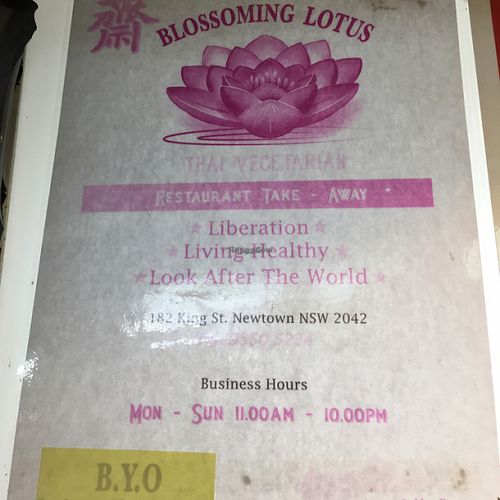 齋
BLOSSOMING LOTUS
THAI VEGETARIAN
RESTAURANT TAKE - AWAY
★ Liberation ★
★ Living Healthy ★
HappyCow
★ Look After The World ★
182 King St. Newtown NSW 2042
Business Hours
MON - SUN 11.00AM - 10.00PM
B.Y.O